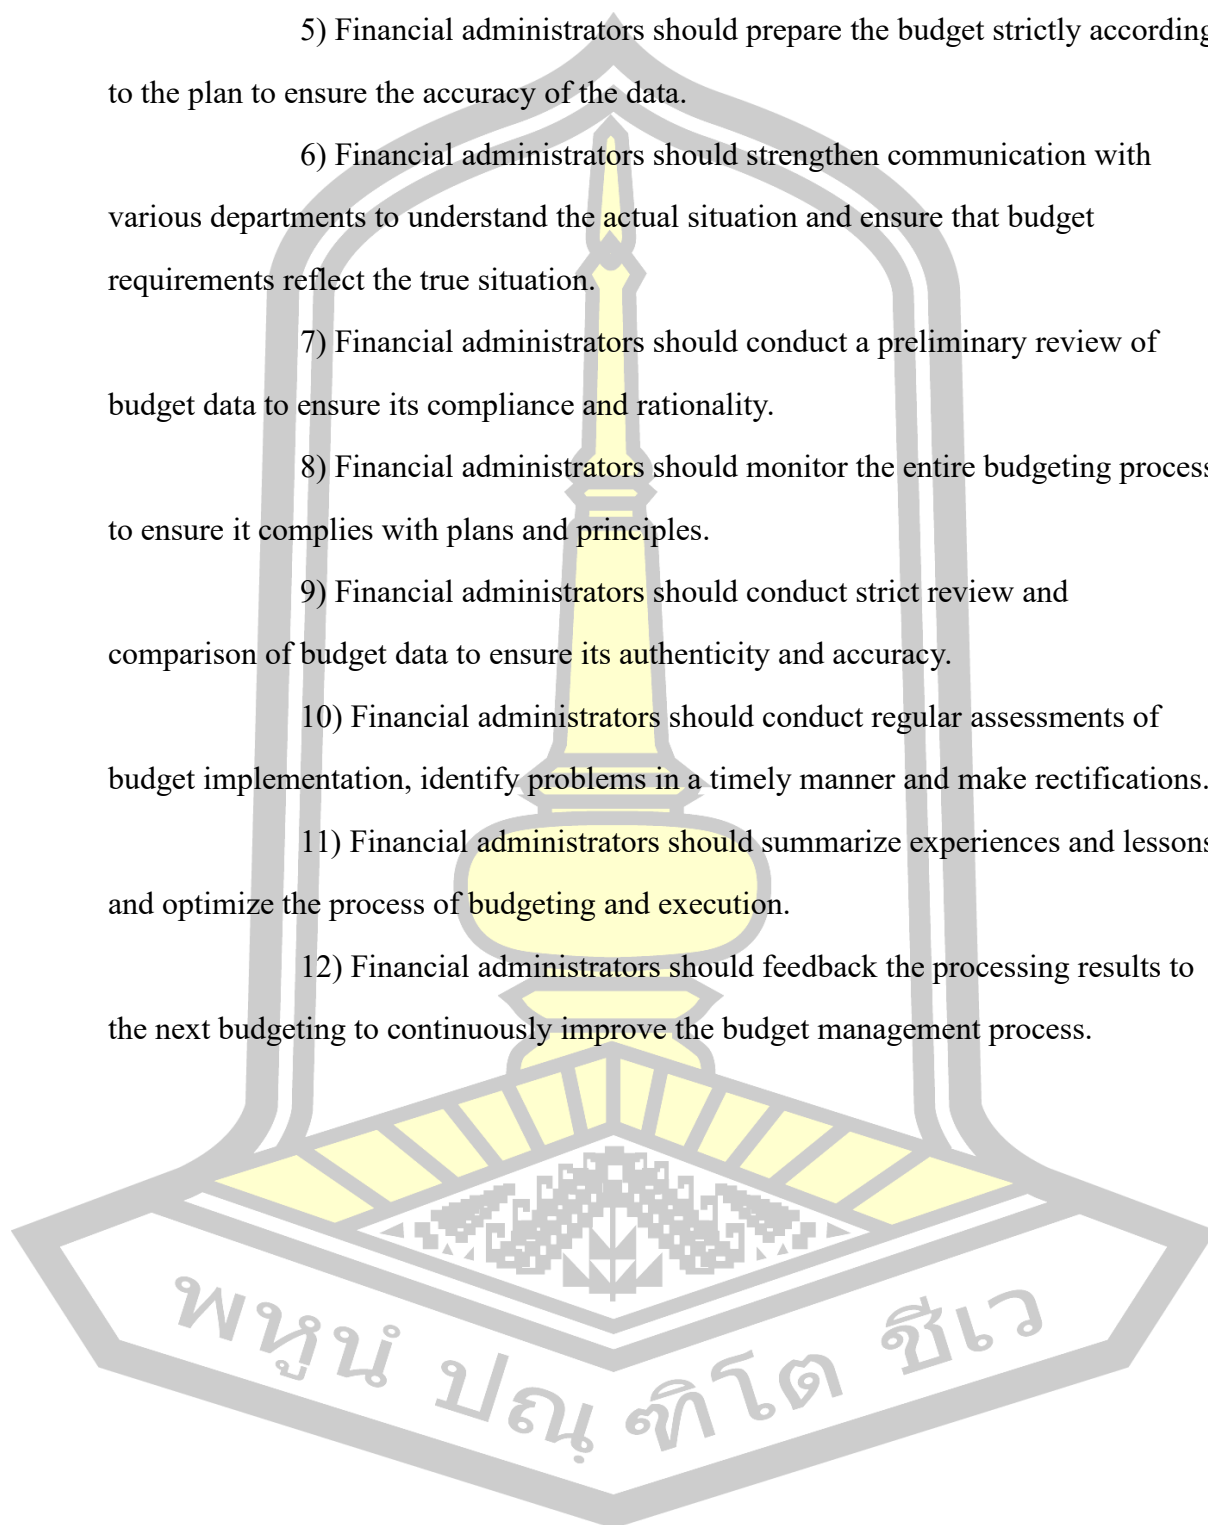 5) Financial administrators should prepare the budget strictly according
to the plan to ensure the accuracy of the data.
6) Financial administrators should strengthen communication with
various departments to understand the actual situation and ensure that budget
requirements reflect the true situation.
7) Financial administrators should conduct a preliminary review of
budget data to ensure its compliance and rationality.
8) Financial administrators should monitor the entire budgeting process
to ensure it complies with plans and principles.
9) Financial administrators should conduct strict review and
comparison of budget data to ensure its authenticity and accuracy.
10) Financial administrators should conduct regular assessments of
budget implementation, identify problems in a timely manner and make rectifications.
11) Financial administrators should summarize experiences and lessons
and optimize the process of budgeting and execution.
12) Financial administrators should feedback the processing results to
the next budgeting to continuously improve the budget management process.
พหูนํ ปณฺฑิโต ชีเว